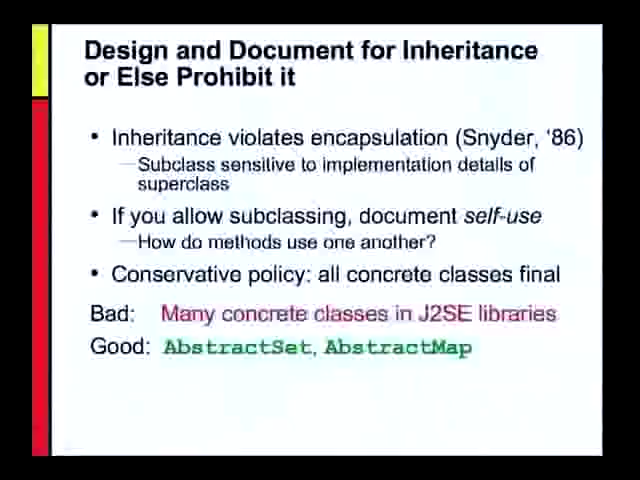 Design and Document for Inheritance
or Else Prohibit it
• Inheritance violates encapsulation (Snyder, ‘86)
—Subclass sensitive to implementation details of
superclass
• If you allow subclassing, document self-use
—How do methods use one another?
• Conservative policy: all concrete classes final
Bad: Many concrete classes in J2SE libraries
Good: AbstractSet, AbstractMap